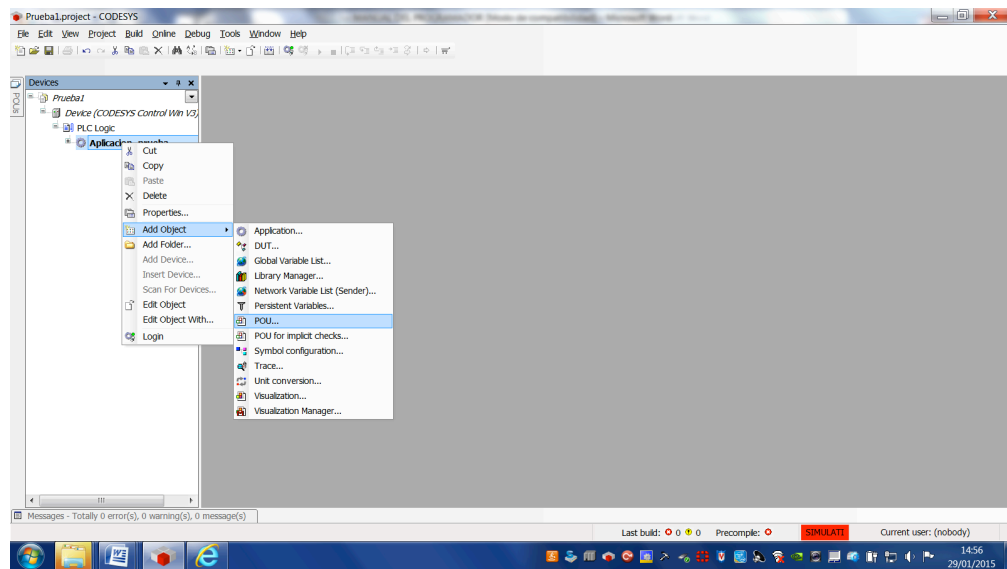 Prueba1.project - CODESYS
File Edit View Project Build Online Debug Tools Window Help
Devices
POUs
Prueba1
Device (CODESYS Control Win V3)
PLC Logic
Aplicacion_prueba
Cut
Copy
Paste
Delete
Properties...
Add Object
Add Folder...
Add Device...
Insert Device...
Scan For Devices...
Edit Object
Edit Object With...
Login
Application...
DUT...
Global Variable List...
Library Manager...
Network Variable List (Sender)...
Persistent Variables...
POU...
POU for implicit checks...
Symbol configuration...
Trace...
Unit conversion...
Visualization...
Visualization Manager...
Messages - Totally 0 error(s), 0 warning(s), 0 message(s)
Last build: 0 0 Precompile: SIMULATI Current user: (nobody)
14:56
29/01/2015